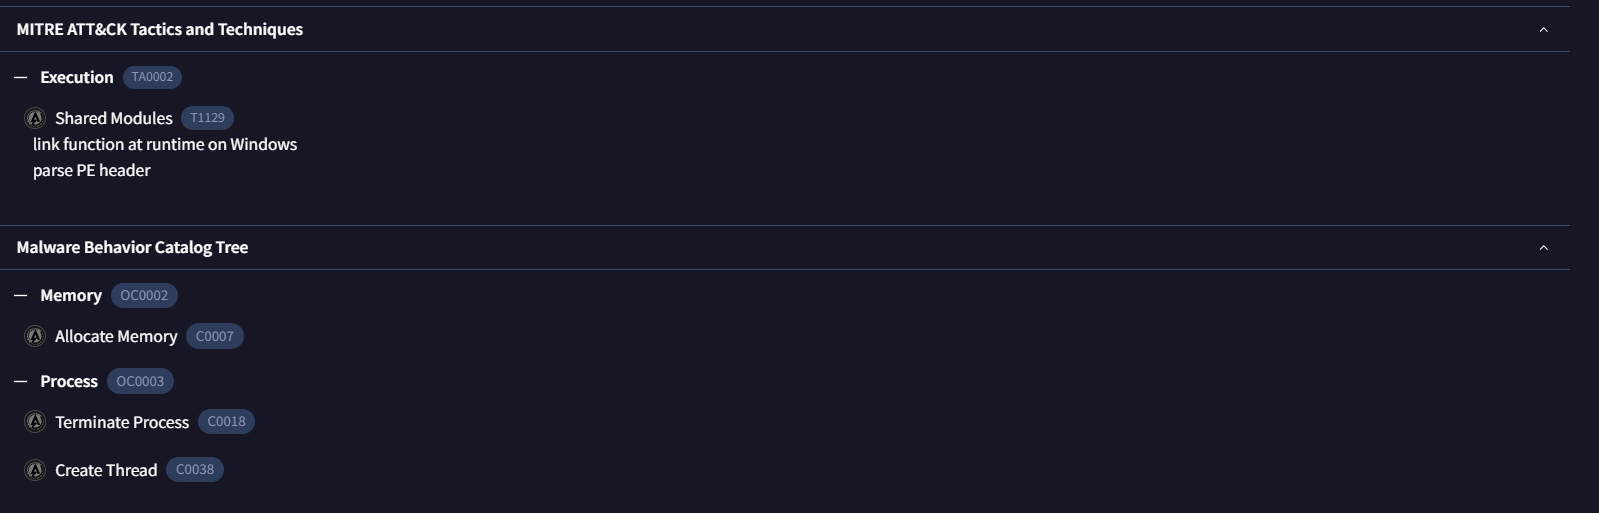 MITRE ATT&CK Tactics and Techniques
Execution TA0002
Shared Modules T1129
link function at runtime on Windows
parse PE header
Malware Behavior Catalog Tree
Memory OC0002
Allocate Memory C0007
Process OC0003
Terminate Process C0018
Create Thread C0038